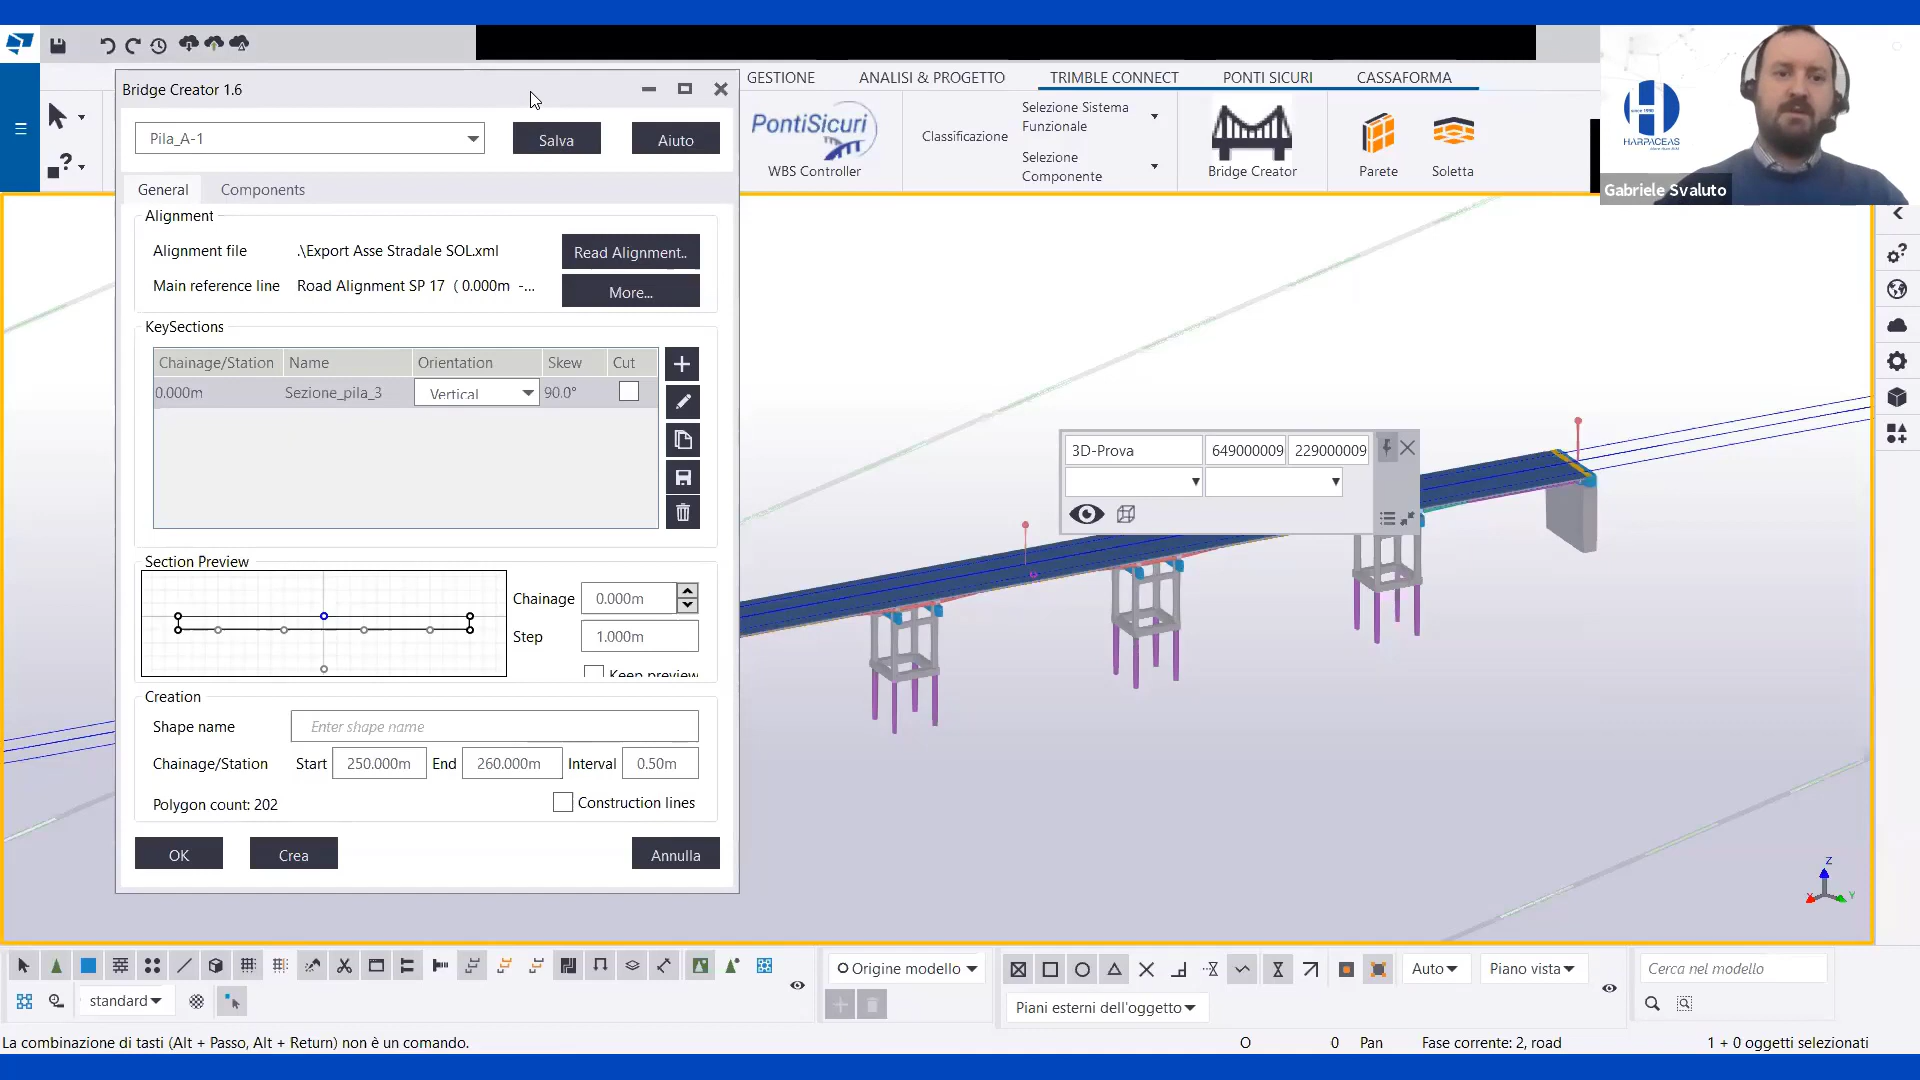 GESTIONE
ANALISI & PROGETTO
TRIMBLE CONNECT
PONTI SICURI
CASSAFORMA
Bridge Creator 1.6
Pila_A-1
Salva
Aiuto
PontiSicuri
WBS Controller
Classificazione
Selezione Sistema
Funzionale
Selezione
Componente
Bridge Creator
Parete
Soletta
since 1990
HARPACEAS
Gabriele Svaluto
General
Components
Alignment
Alignment file
.\Export Asse Stradale SOL.xml
Read Alignment..
Main reference line
Road Alignment SP 17 ( 0.000m -...
More...
KeySections
Chainage/Station
Name
Orientation
Skew
Cut
0.000m
Sezione_pila_3
Vertical
90.0°
Section Preview
Chainage
0.000m
Step
1.000m
Keep preview
Creation
Shape name
Enter shape name
Chainage/Station
Start
250.000m
End
260.000m
Interval
0.50m
Polygon count: 202
Construction lines
OK
Crea
Annulla
3D-Prova
649000009
229000009
Z
X
Y
Origine modello
Auto
Piano vista
Cerca nel modello
standard
Piani esterni dell'oggetto
La combinazione di tasti (Alt + Passo, Alt + Return) non è un comando.
O
0
Pan
Fase corrente: 2, road
1 + 0 oggetti selezionati